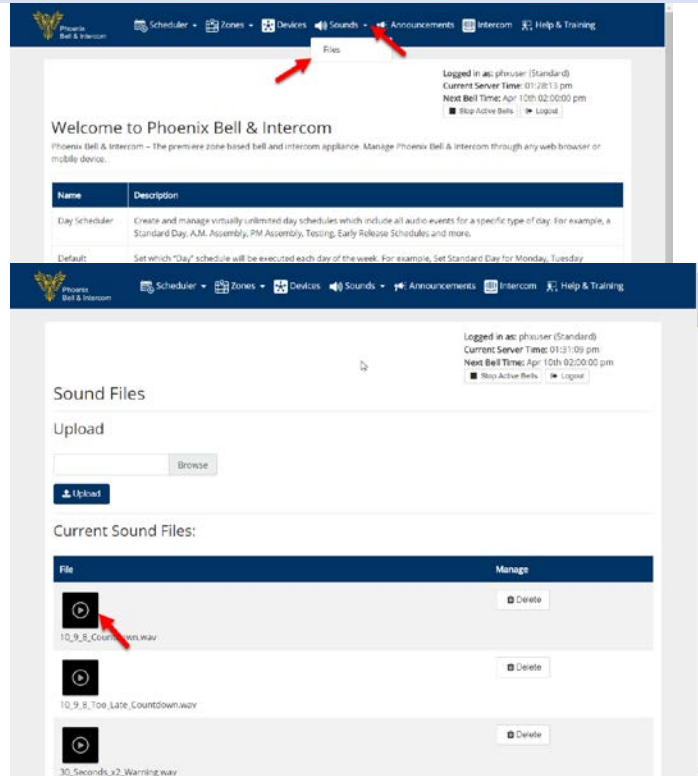 Phoenix
Bell & Intercom
Scheduler Zones Devices Sounds Announcements Intercom Help & Training
Files
Logged in as: phxuser (Standard)
Current Server Time: 01:28:13 pm
Next Bell Time: Apr 10th 02:00:00 pm
Stop Active Bells Logout
Welcome to Phoenix Bell & Intercom
Phoenix Bell & Intercom – The premiere zone based bell and intercom appliance. Manage Phoenix Bell & Intercom through any web browser or
mobile device.
Name Description
Day Scheduler Create and manage virtually unlimited day schedules which include all audio events for a specific type of day. For example, a
Standard Day, A.M. Assembly, PM Assembly, Testing, Early Release Schedules and more.
Default Set which "Day" schedule will be executed each day of the week. For example, Set Standard Day for Monday, Tuesday
Phoenix
Bell & Intercom
Scheduler Zones Devices Sounds Announcements Intercom Help & Training
Logged in as: phxuser (Standard)
Current Server Time: 01:31:09 pm
Next Bell Time: Apr 10th 02:00:00 pm
Stop Active Bells Logout
Sound Files
Upload
Browse
Upload
Current Sound Files:
File Manage
Delete
10_9_8_Countdown.wav
Delete
10_9_8_Too_Late_Countdown.wav
Delete
30_Seconds_x2_Warning.wav